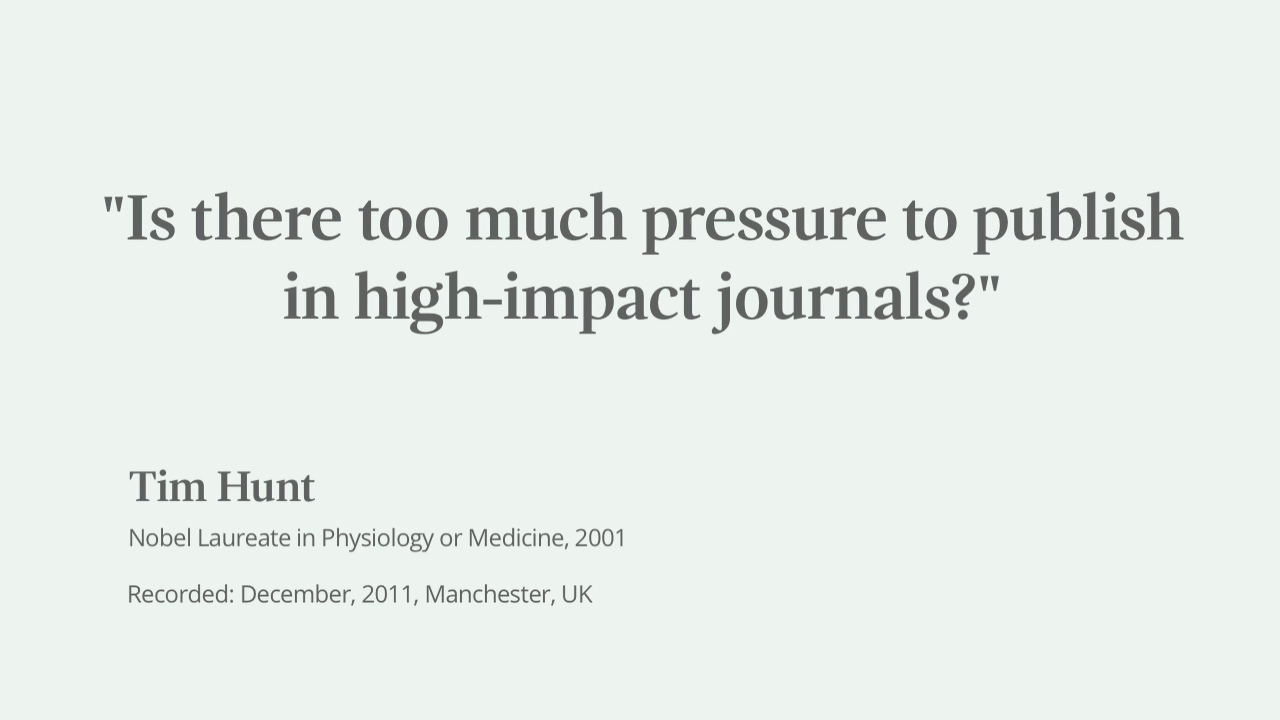 "Is there too much pressure to publish
in high-impact journals?"
Tim Hunt
Nobel Laureate in Physiology or Medicine, 2001
Recorded: December, 2011, Manchester, UK